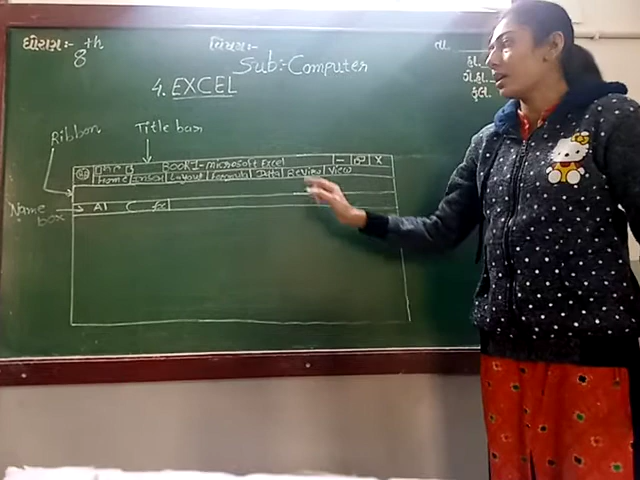 ધોરણ:- 8th
વિષય:-
Sub:- Computer
તા.
હા.
ગે.હા.
કુલ.
4. EXCEL
Ribbon
Title bar
BOOK1-microsoft Excel - X
Home Insert Layout Formula Data Review View
Name box
A1 fx